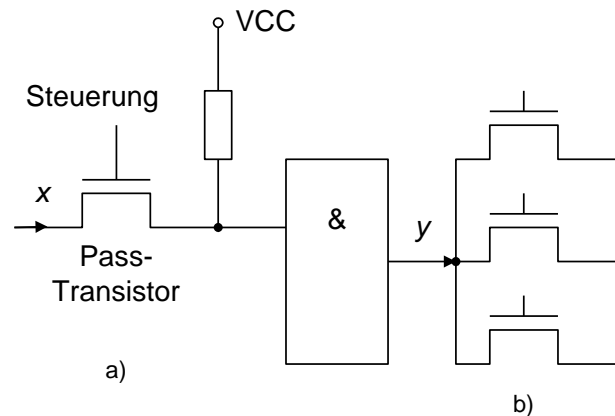 VCC
Steuerung
x
&
y
Pass-
Transistor
a)
b)